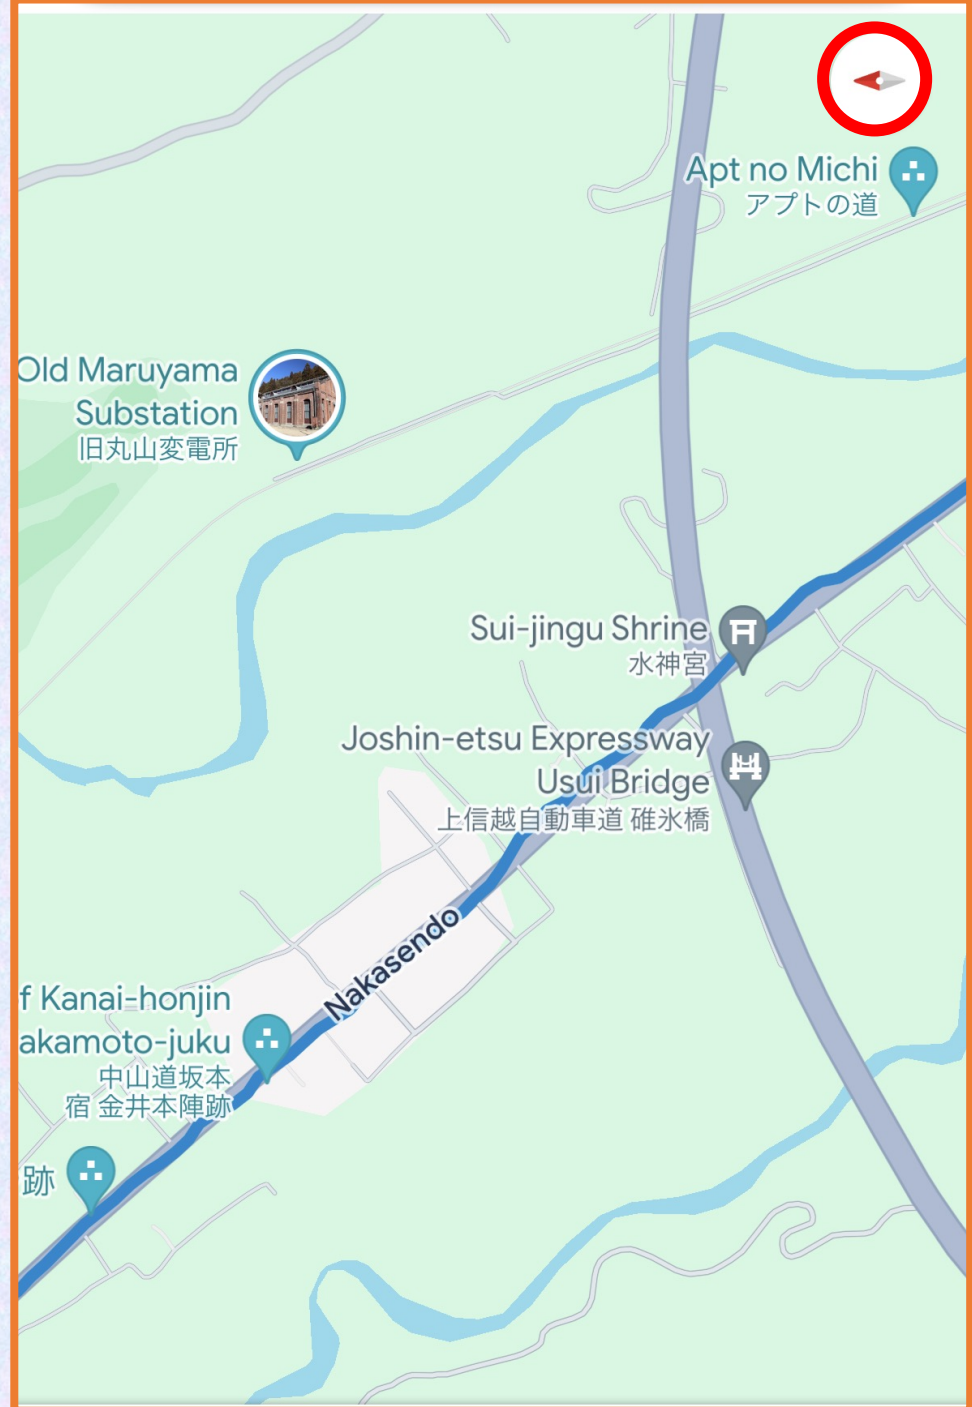 Apt no Michi
アプトの道
Old Maruyama
Substation
旧丸山変電所
Sui-jingu Shrine
水神宮
Joshin-etsu Expressway
Usui Bridge
上信越自動車道 碓氷橋
Nakasendo
f Kanai-honjin
akamoto-juku
中山道坂本
宿 金井本陣跡
跡